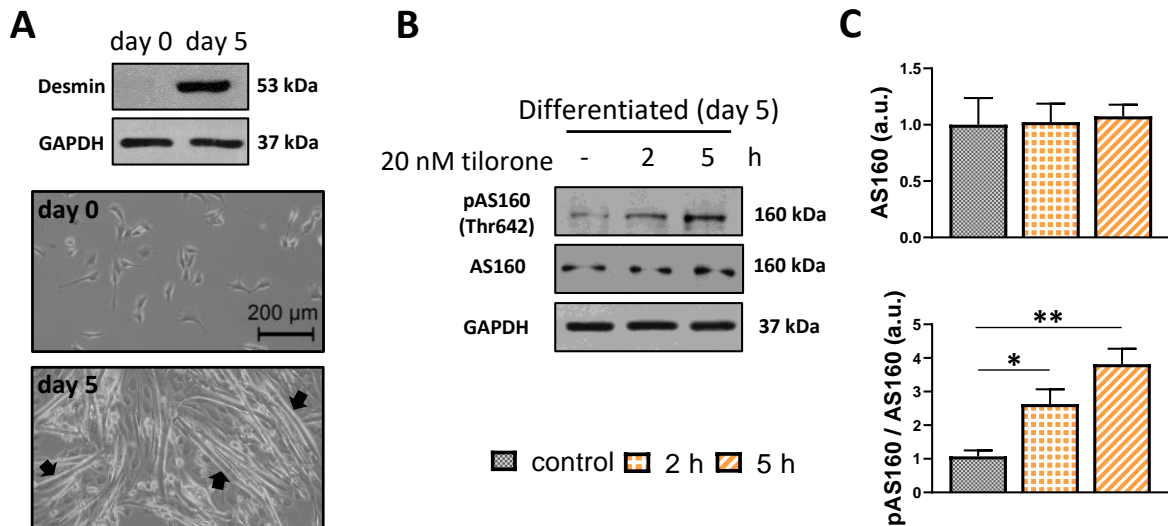 A
day 0 day 5
Desmin
53 kDa
GAPDH
37 kDa
day 0
200 µm
day 5
B
Differentiated (day 5)
20 nM tilorone - 2 5 h
pAS160
(Thr642)
160 kDa
AS160
160 kDa
GAPDH
37 kDa
control 2 h 5 h
C
AS160 (a.u.)
1.5
1.0
0.5
0.0
pAS160 / AS160 (a.u.)
5
4
3
2
1
0
**
*